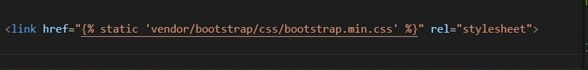 <link href="{% static 'vendor/bootstrap/css/bootstrap.min.css' %}" rel="stylesheet">